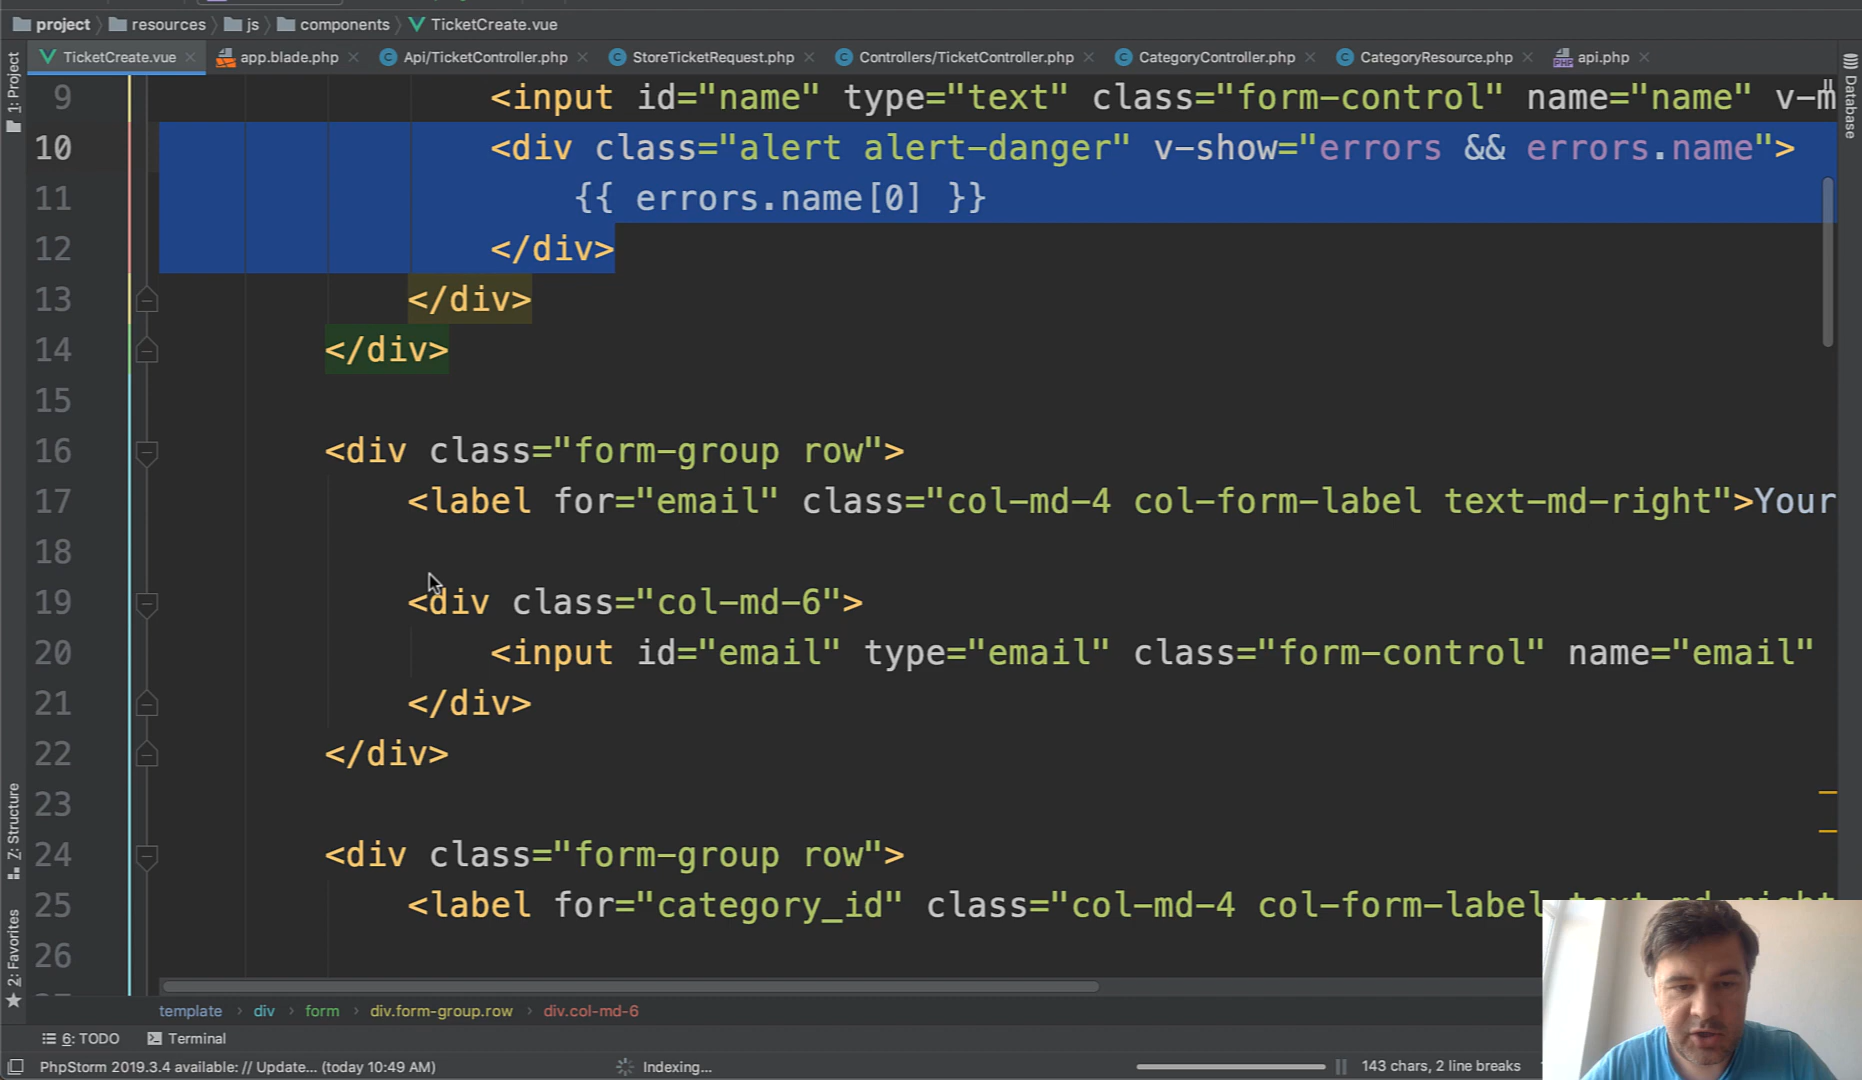 project resources js components TicketCreate.vue
TicketCreate.vue app.blade.php Api/TicketController.php StoreTicketRequest.php Controllers/TicketController.php CategoryController.php CategoryResource.php api.php
1: Project
Database
9 <input id="name" type="text" class="form-control" name="name" v-m
10 <div class="alert alert-danger" v-show="errors && errors.name">
11 {{ errors.name[0] }}
12 </div>
13 </div>
14 </div>
15
16 <div class="form-group row">
17 <label for="email" class="col-md-4 col-form-label text-md-right">Your
18
19 <div class="col-md-6">
20 <input id="email" type="email" class="form-control" name="email"
21 </div>
22 </div>
23
24 <div class="form-group row">
25 <label for="category_id" class="col-md-4 col-form-label text-md-right
26
Z: Structure
2: Favorites
template › div › form › div.form-group.row › div.col-md-6
6: TODO Terminal
PhpStorm 2019.3.4 available: // Update... (today 10:49 AM) Indexing... 143 chars, 2 line breaks